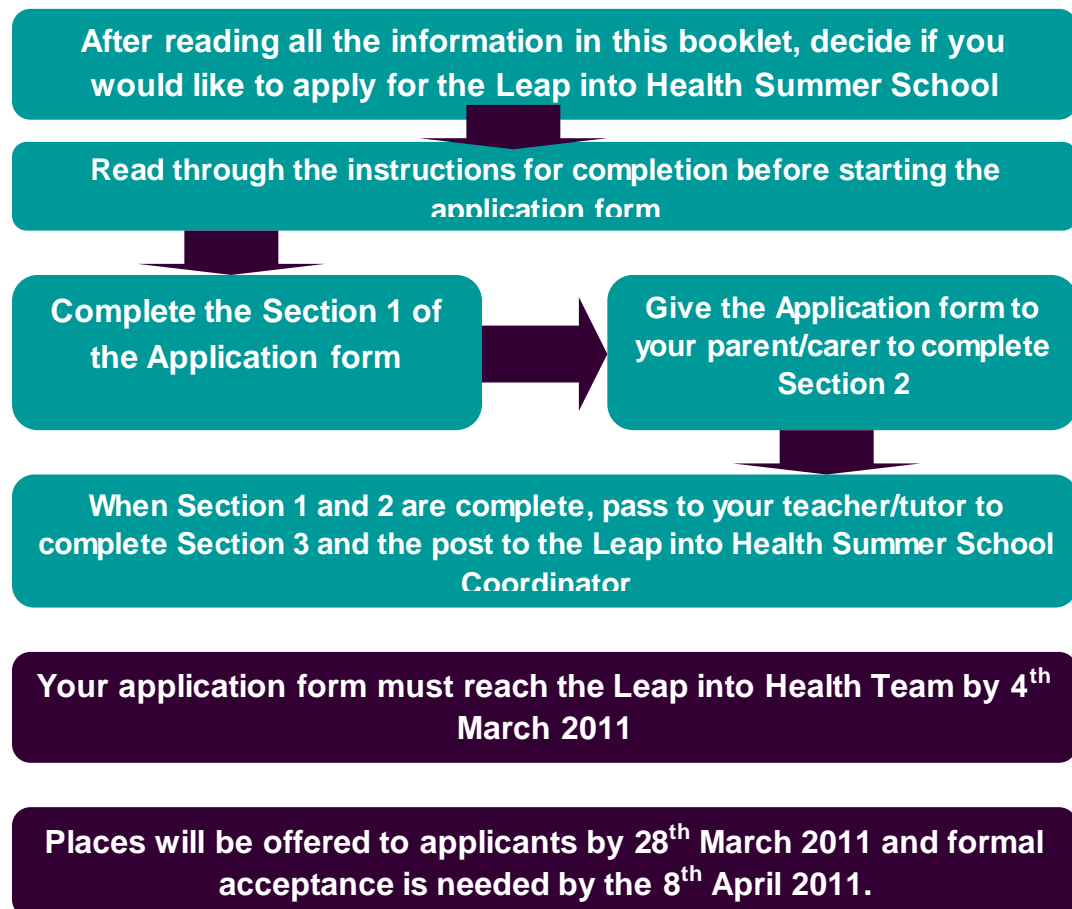 After reading all the information in this booklet, decide if you
would like to apply for the Leap into Health Summer School
Read through the instructions for completion before starting the
application form
Complete the Section 1 of
the Application form
Give the Application form to
your parent/carer to complete
Section 2
When Section 1 and 2 are complete, pass to your teacher/tutor to
complete Section 3 and the post to the Leap into Health Summer School
Coordinator
Your application form must reach the Leap into Health Team by 4th
March 2011
Places will be offered to applicants by 28th March 2011 and formal
acceptance is needed by the 8th April 2011.